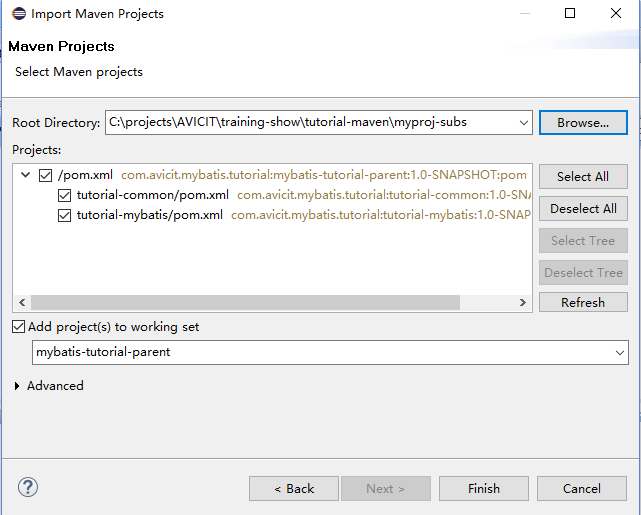 Import Maven Projects
Maven Projects
Select Maven projects
Root Directory: C:\projects\AVICIT\training-show\tutorial-maven\myproj-subs Browse...
Projects:
/pom.xml com.avicit.mybatis.tutorial:mybatis-tutorial-parent:1.0-SNAPSHOT:pom Select All
tutorial-common/pom.xml com.avicit.mybatis.tutorial:tutorial-common:1.0-SNA
tutorial-mybatis/pom.xml com.avicit.mybatis.tutorial:tutorial-mybatis:1.0-SNAP
Deselect All
Select Tree
Deselect Tree
Refresh
Add project(s) to working set
mybatis-tutorial-parent
Advanced
? < Back Next > Finish Cancel